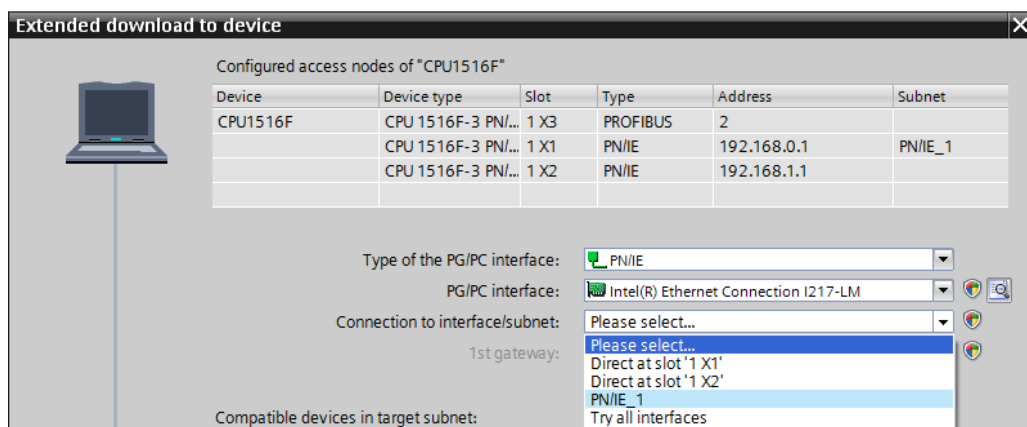 Extended download to device
Configured access nodes of "CPU1516F"
Device Device type Slot Type Address Subnet
CPU1516F CPU 1516F-3 PN/... 1 X3 PROFIBUS 2
CPU 1516F-3 PN/... 1 X1 PN/IE 192.168.0.1 PN/IE_1
CPU 1516F-3 PN/... 1 X2 PN/IE 192.168.1.1
Type of the PG/PC interface: PN/IE
PG/PC interface: Intel(R) Ethernet Connection I217-LM
Connection to interface/subnet: Please select...
1st gateway: Please select...
Direct at slot '1 X1'
Direct at slot '1 X2'
PN/IE_1
Compatible devices in target subnet: Try all interfaces